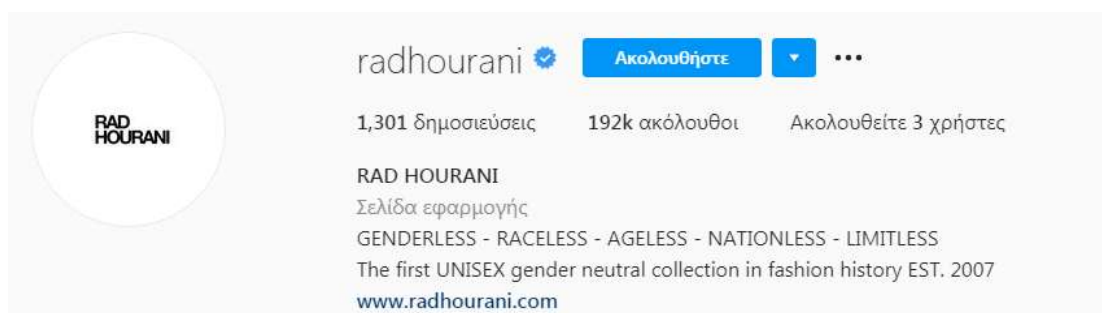 RAD
HOURANI
radhourani Ακολουθήστε
1,301 δημοσιεύσεις 192k ακόλουθοι Ακολουθείτε 3 χρήστες
RAD HOURANI
Σελίδα εφαρμογής
GENDERLESS - RACELESS - AGELESS - NATIONLESS - LIMITLESS
The first UNISEX gender neutral collection in fashion history EST. 2007
www.radhourani.com